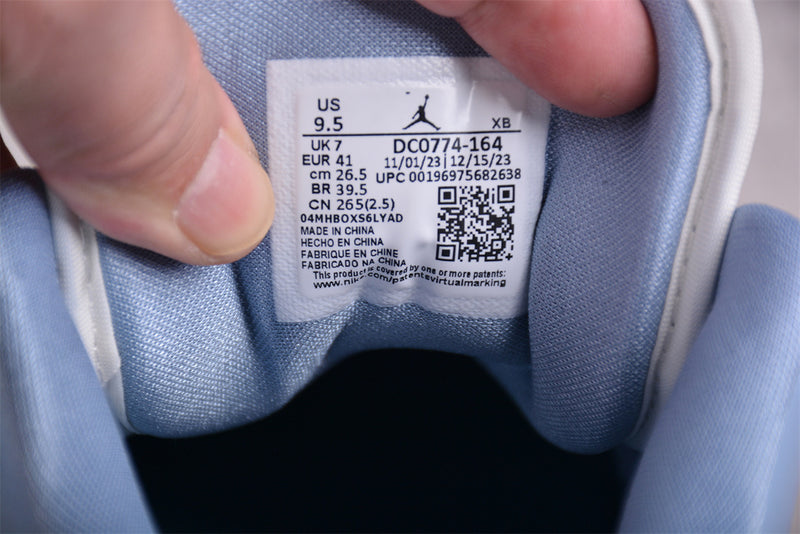 US
9.5 XB
UK 7 DC0774-164
EUR 41 11/01/23 | 12/15/23
cm 26.5 UPC 00196975682638
BR 39.5
CN 265(2.5)
04MHBOXS6LYAD
MADE IN CHINA
HECHO EN CHINA
FABRIQUE EN CHINE
FABRICADO NA CHINA
This product is covered by one or more patents:
www.nike.com/patentsvirtualmarking